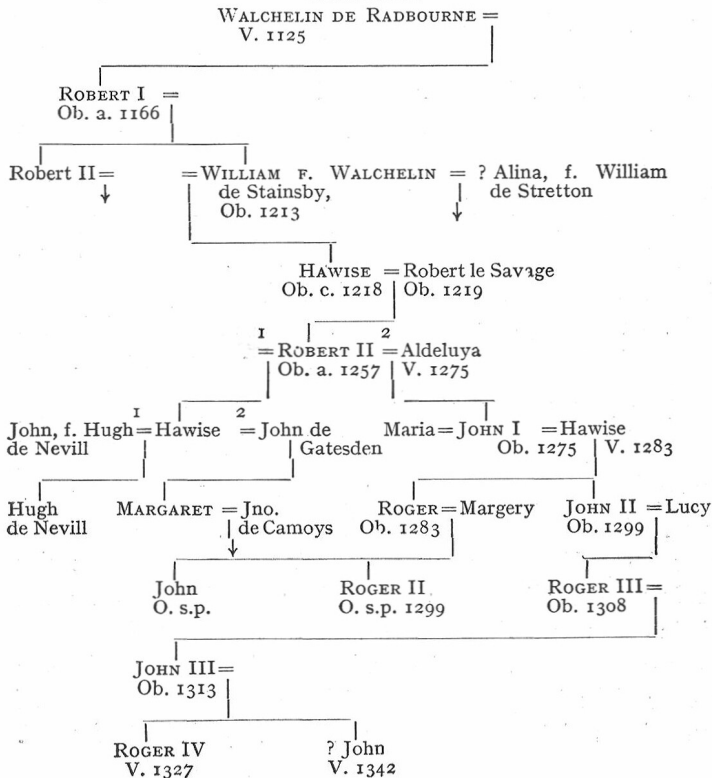 WALCHELIN DE RADBOURNE =
V. 1125
ROBERT I =
Ob. a. 1166
Robert II= =WILLIAM F. WALCHELIN = ? Alina, f. William
de Stainsby, de Stretton
Ob. 1213
HAWISE = Robert le Savage
Ob. c. 1218 Ob. 1219
1 2
=ROBERT II =Aldeluya
Ob. a. 1257 V. 1275
1 2
John, f. Hugh=Hawise =John de Maria=JOHN I =Hawise
de Nevill Gatesden Ob. 1275 V. 1283
Hugh MARGARET =Jno. ROGER=Margery JOHN II =Lucy
de Nevill de Camoys Ob. 1283 Ob. 1299
John ROGER II ROGER III=
O. s.p. O. s.p. 1299 Ob. 1308
JOHN III=
Ob. 1313
ROGER IV ? John
V. 1327 V. 1342